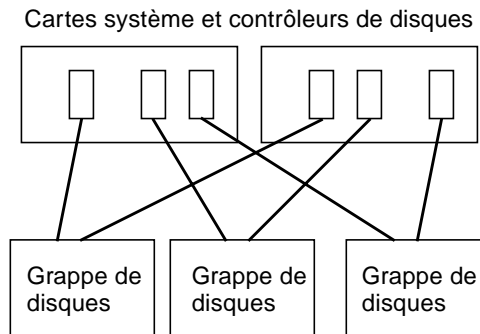 Cartes système et contrôleurs de disques
Grappe de
disques
Grappe de
disques
Grappe de
disques